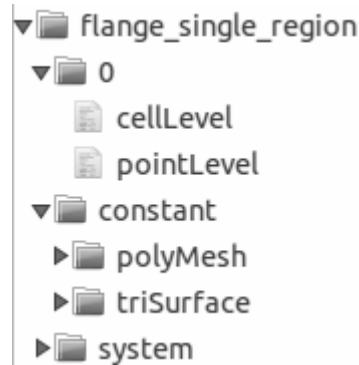 flange_single_region
0
cellLevel
pointLevel
constant
polyMesh
triSurface
system